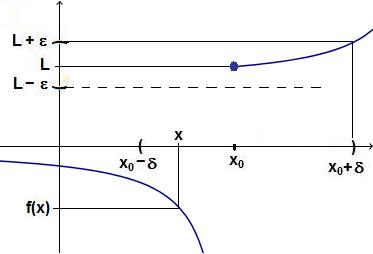 L + ε
L
L − ε
x
x₀ − δ
x₀
x₀ + δ
f(x)